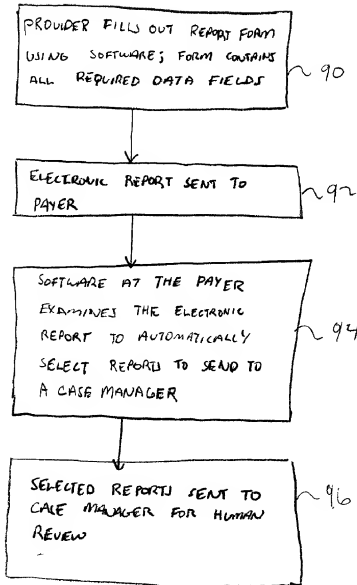 PROVIDER FILLS OUT REPORT FORM
USING SOFTWARE; FORM CONTAINS
ALL REQUIRED DATA FIELDS
90
ELECTRONIC REPORT SENT TO
PAYER
92
SOFTWARE AT THE PAYER
EXAMINES THE ELECTRONIC
REPORT TO AUTOMATICALLY
SELECT REPORTS TO SEND TO
A CASE MANAGER
94
SELECTED REPORTS SENT TO
CASE MANAGER FOR HUMAN
REVIEW
96